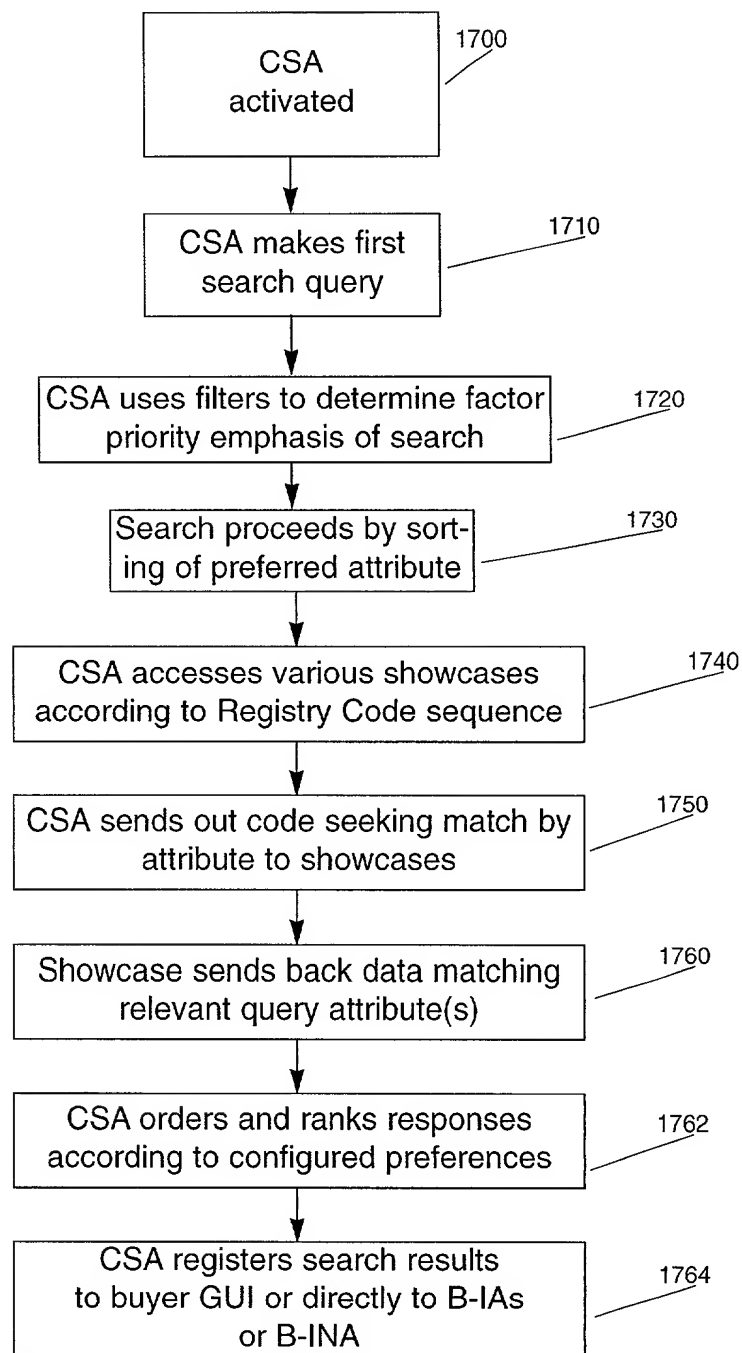 CSA
activated
1700
CSA makes first
search query
1710
CSA uses filters to determine factor
priority emphasis of search
1720
Search proceeds by sort-
ing of preferred attribute
1730
CSA accesses various showcases
according to Registry Code sequence
1740
CSA sends out code seeking match by
attribute to showcases
1750
Showcase sends back data matching
relevant query attribute(s)
1760
CSA orders and ranks responses
according to configured preferences
1762
CSA registers search results
to buyer GUI or directly to B-IAs
or B-INA
1764